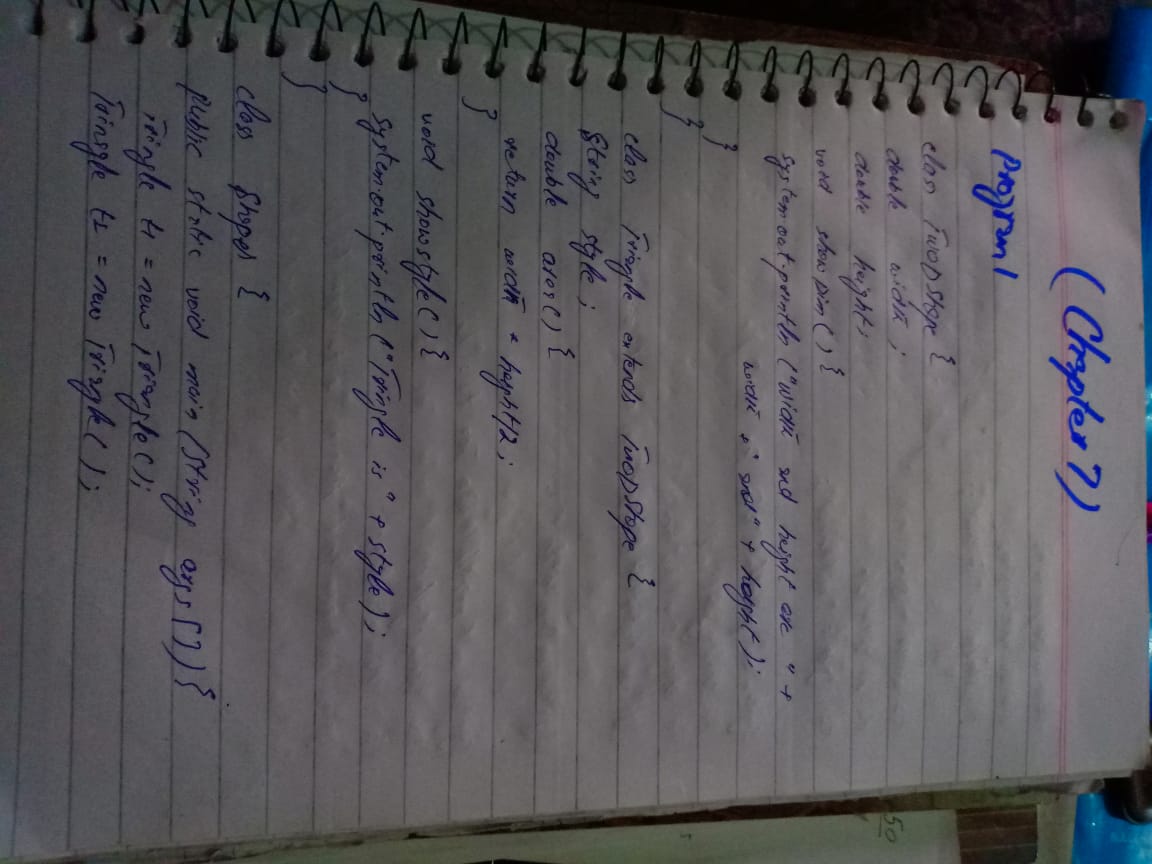 (Chapter 7)
Program 1
class TwoDshape {
double width ;
double height ;
void showDim ( ) {
System.out.println ( "width and height are " +
width + " and " + height ) ;
}
}
class Triangle extends TwoDshape {
String style ;
double area ( ) {
return width * height / 2 ;
}
void showstyle ( ) {
System.out.println ( "Triangle is " + style ) ;
}
}
class Shapes {
public static void main ( String args [ ] ) {
Triangle t1 = new Triangle ( ) ;
Triangle t2 = new Triangle ( ) ;
50